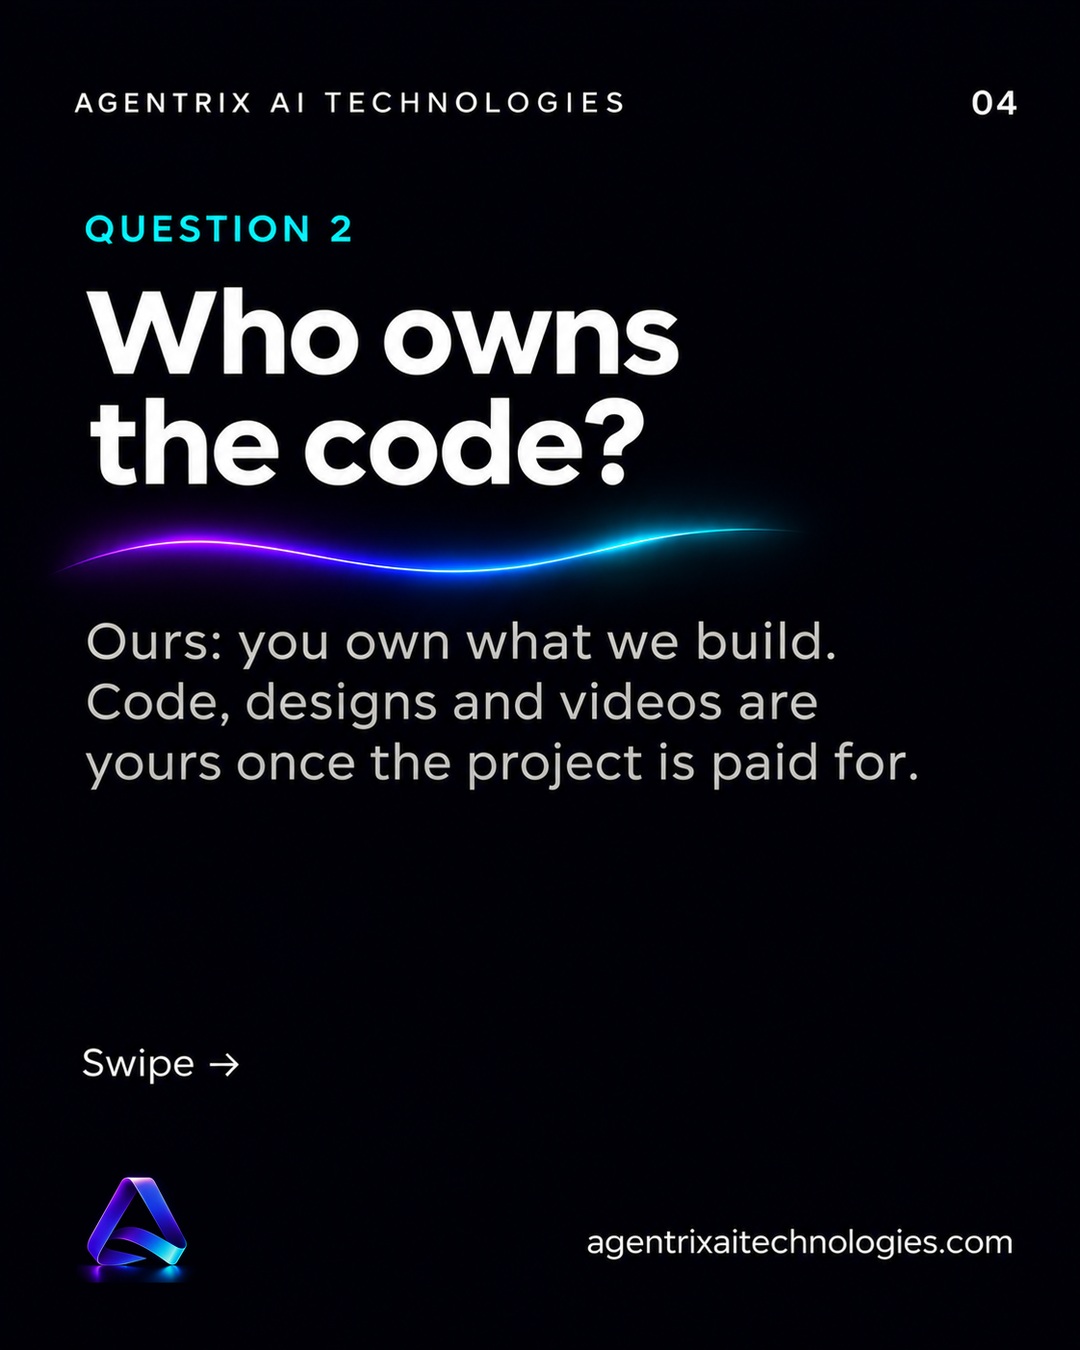 AGENTRIX AI TECHNOLOGIES
04
QUESTION 2
Who owns
the code?
Ours: you own what we build.
Code, designs and videos are
yours once the project is paid for.
Swipe →
agentrixaitechnologies.com